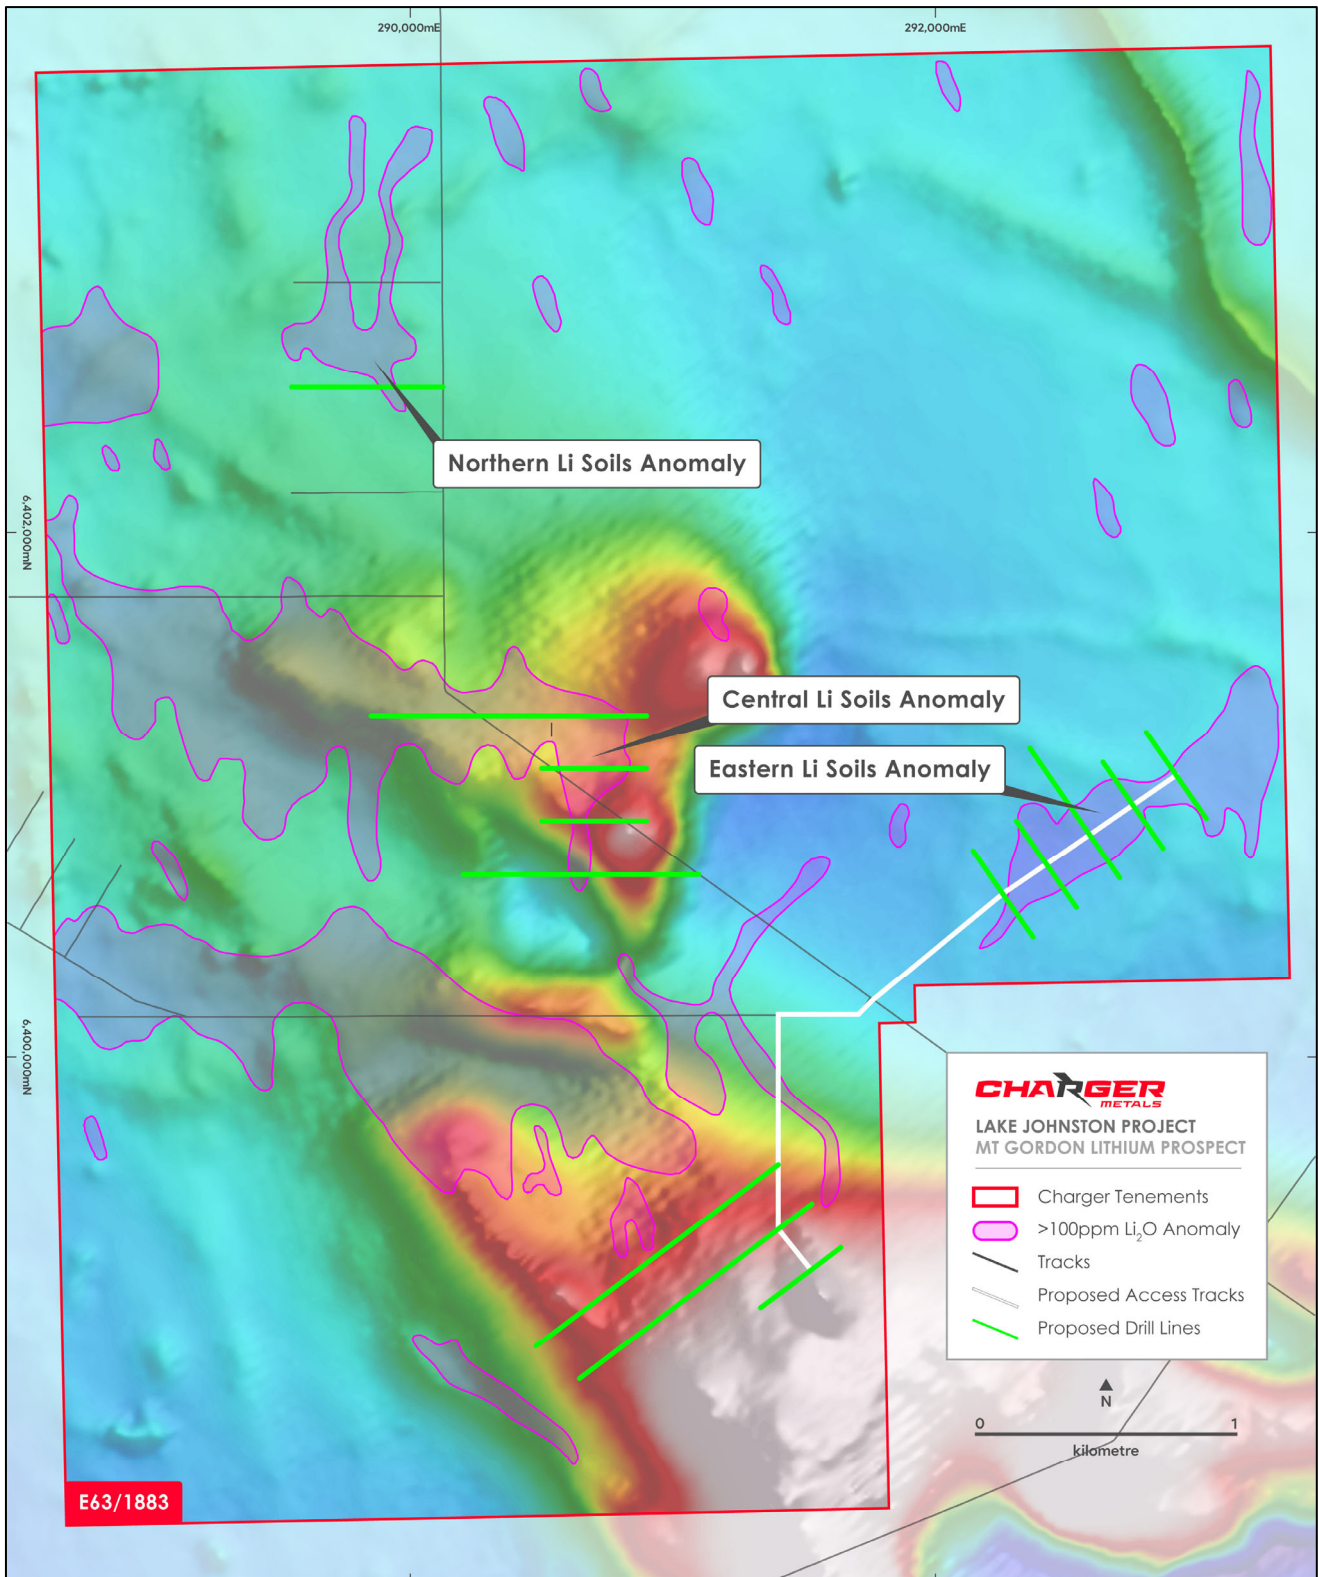 290,000mE
292,000mE
Northern Li Soils Anomaly
6,402,000mN
Central Li Soils Anomaly
Eastern Li Soils Anomaly
6,400,000mN
CHARGER
METALS
LAKE JOHNSTON PROJECT
MT GORDON LITHIUM PROSPECT
Charger Tenements
>100ppm Li₂O Anomaly
Tracks
Proposed Access Tracks
Proposed Drill Lines
N
0 1
kilometre
E63/1883